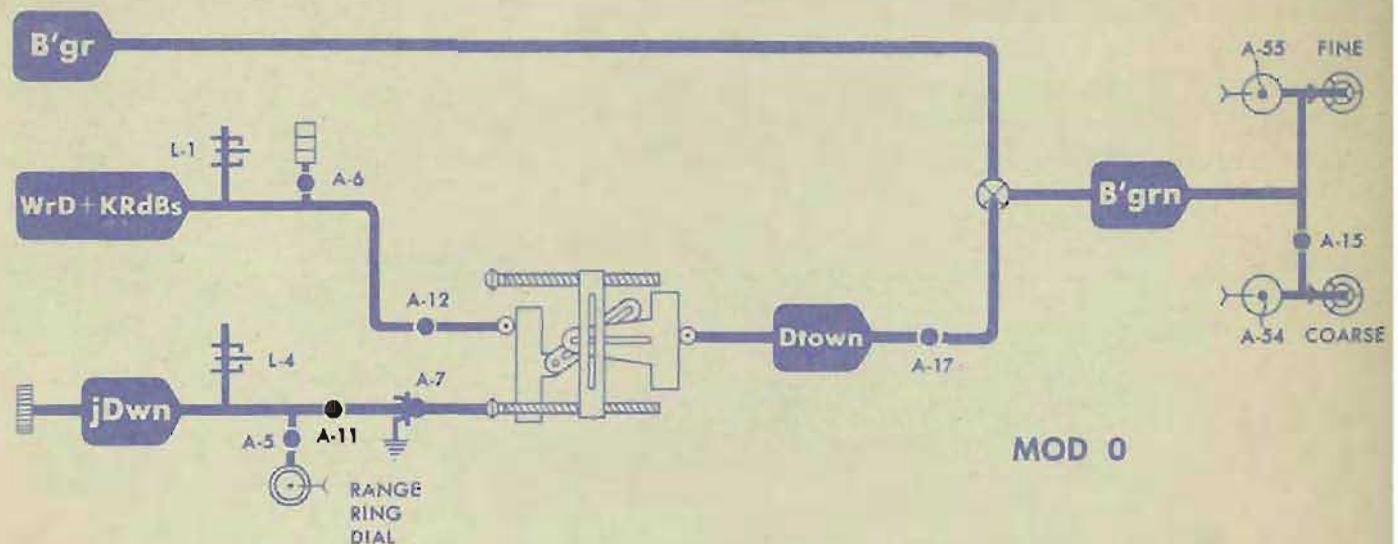 B'gr
A-55 FINE
L-1
A-6
WrD + KRdBs
B'grn
A-15
A-12
A-54 COARSE
Dtown
A-17
L-4
A-7
jDwn
A-5
A-11
MOD 0
RANGE
RING
DIAL